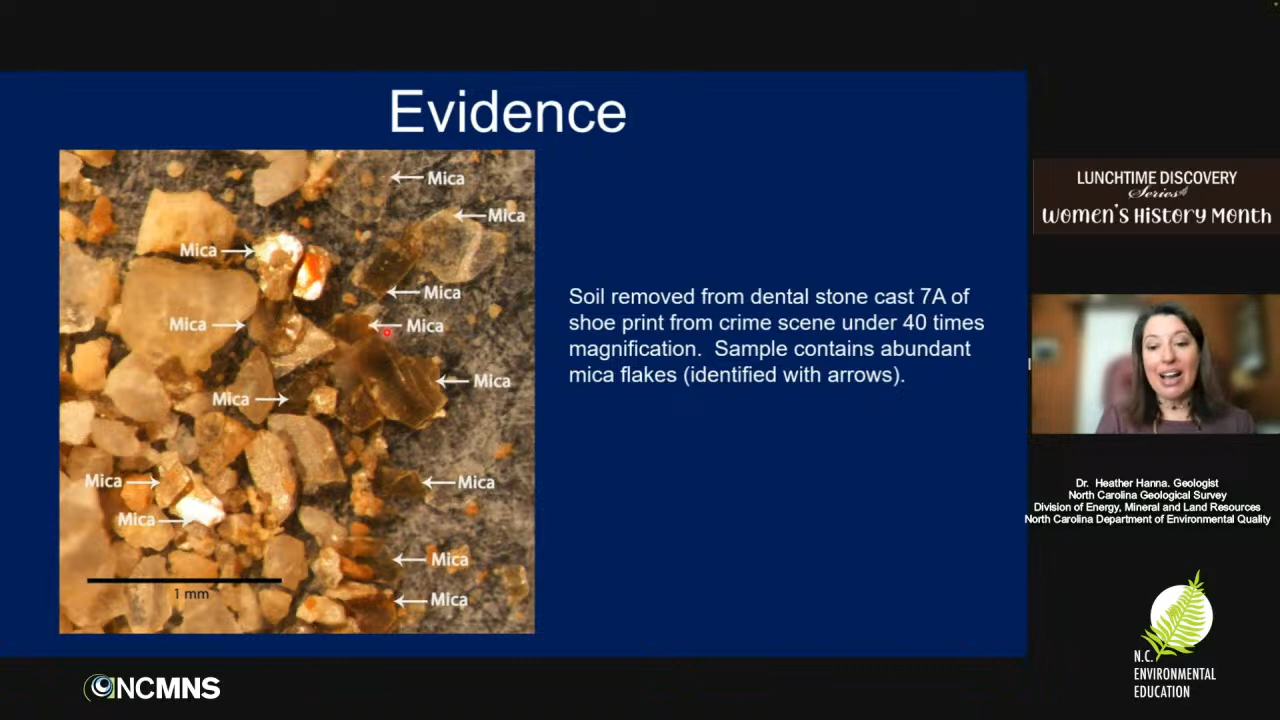 Evidence
Mica
Mica
Mica
Mica
Mica
Mica
Mica
Mica
Mica
Mica
Mica
Mica
Mica
1 mm
Soil removed from dental stone cast 7A of
shoe print from crime scene under 40 times
magnification. Sample contains abundant
mica flakes (identified with arrows).
LUNCHTIME DISCOVERY
Series
Women's History Month
Dr. Heather Hanna. Geologist
North Carolina Geological Survey
Division of Energy, Mineral and Land Resources
North Carolina Department of Environmental Quality
NCMNS
N.C.
ENVIRONMENTAL
EDUCATION